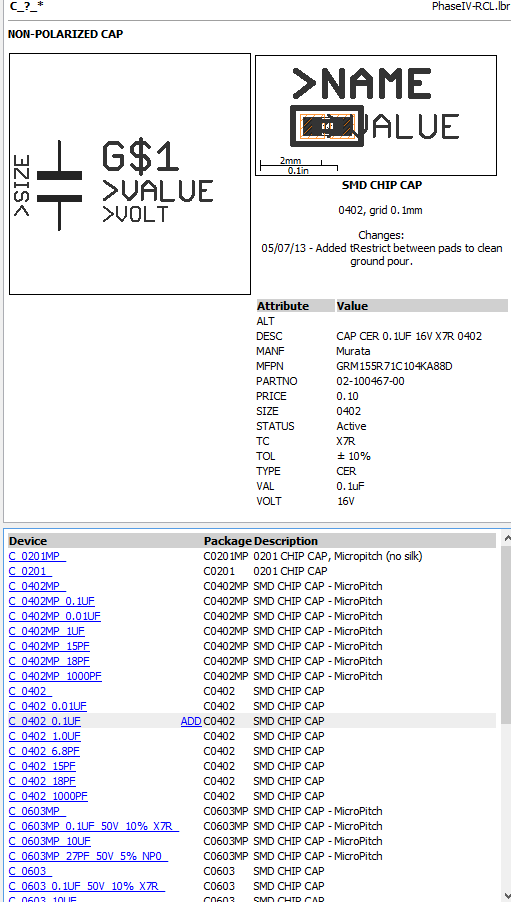 C_?_*
PhaseIV-RCL.lbr
NON-POLARIZED CAP
>SIZE
G$1
>VALUE
>VOLT
>NAME
VALUE
2mm
0.1in
SMD CHIP CAP
0402, grid 0.1mm
Changes:
05/07/13 - Added tRestrict between pads to clean
ground pour.
Attribute Value
ALT
DESC CAP CER 0.1UF 16V X7R 0402
MANF Murata
MFPN GRM155R71C104KA88D
PARTNO 02-100467-00
PRICE 0.10
SIZE 0402
STATUS Active
TC X7R
TOL ± 10%
TYPE CER
VAL 0.1uF
VOLT 16V
Device Package Description
C_0201MP_ C0201MP 0201 CHIP CAP, Micropitch (no silk)
C_0201_ C0201 0201 CHIP CAP
C_0402MP_ C0402MP SMD CHIP CAP - MicroPitch
C_0402MP_0.1UF C0402MP SMD CHIP CAP - MicroPitch
C_0402MP_0.01UF C0402MP SMD CHIP CAP - MicroPitch
C_0402MP_1UF C0402MP SMD CHIP CAP - MicroPitch
C_0402MP_15PF C0402MP SMD CHIP CAP - MicroPitch
C_0402MP_18PF C0402MP SMD CHIP CAP - MicroPitch
C_0402MP_1000PF C0402MP SMD CHIP CAP - MicroPitch
C_0402_ C0402 SMD CHIP CAP
C_0402_0.01UF C0402 SMD CHIP CAP
C_0402_0.1UF ADD C0402 SMD CHIP CAP
C_0402_1.0UF C0402 SMD CHIP CAP
C_0402_6.8PF C0402 SMD CHIP CAP
C_0402_15PF C0402 SMD CHIP CAP
C_0402_18PF C0402 SMD CHIP CAP
C_0402_1000PF C0402 SMD CHIP CAP
C_0603MP_ C0603MP SMD CHIP CAP - MicroPitch
C_0603MP_0.1UF_50V_10%_X7R_ C0603MP SMD CHIP CAP - MicroPitch
C_0603MP_10UF C0603MP SMD CHIP CAP - MicroPitch
C_0603MP_27PF_50V_5%_NP0_ C0603MP SMD CHIP CAP - MicroPitch
C_0603_ C0603 SMD CHIP CAP
C_0603_0.1UF_50V_10%_X7R_ C0603 SMD CHIP CAP
C_0603_10UF C0603 SMD CHIP CAP